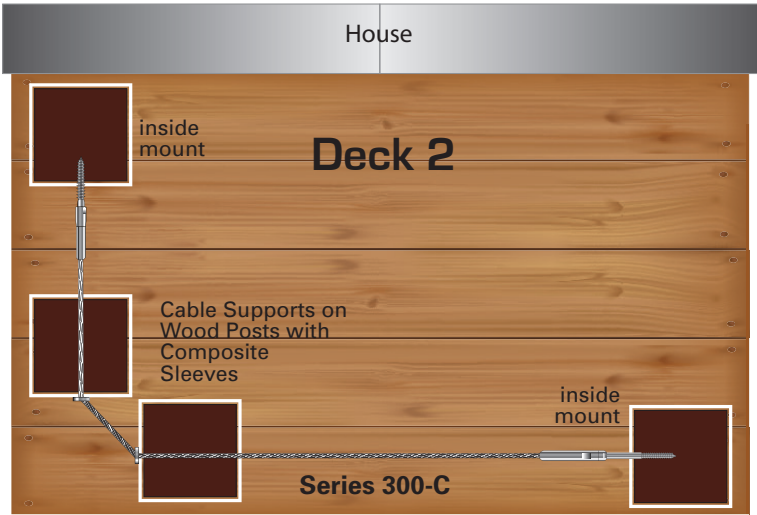 House
inside
mount
Deck 2
Cable Supports on
Wood Posts with
Composite
Sleeves
inside
mount
Series 300-C